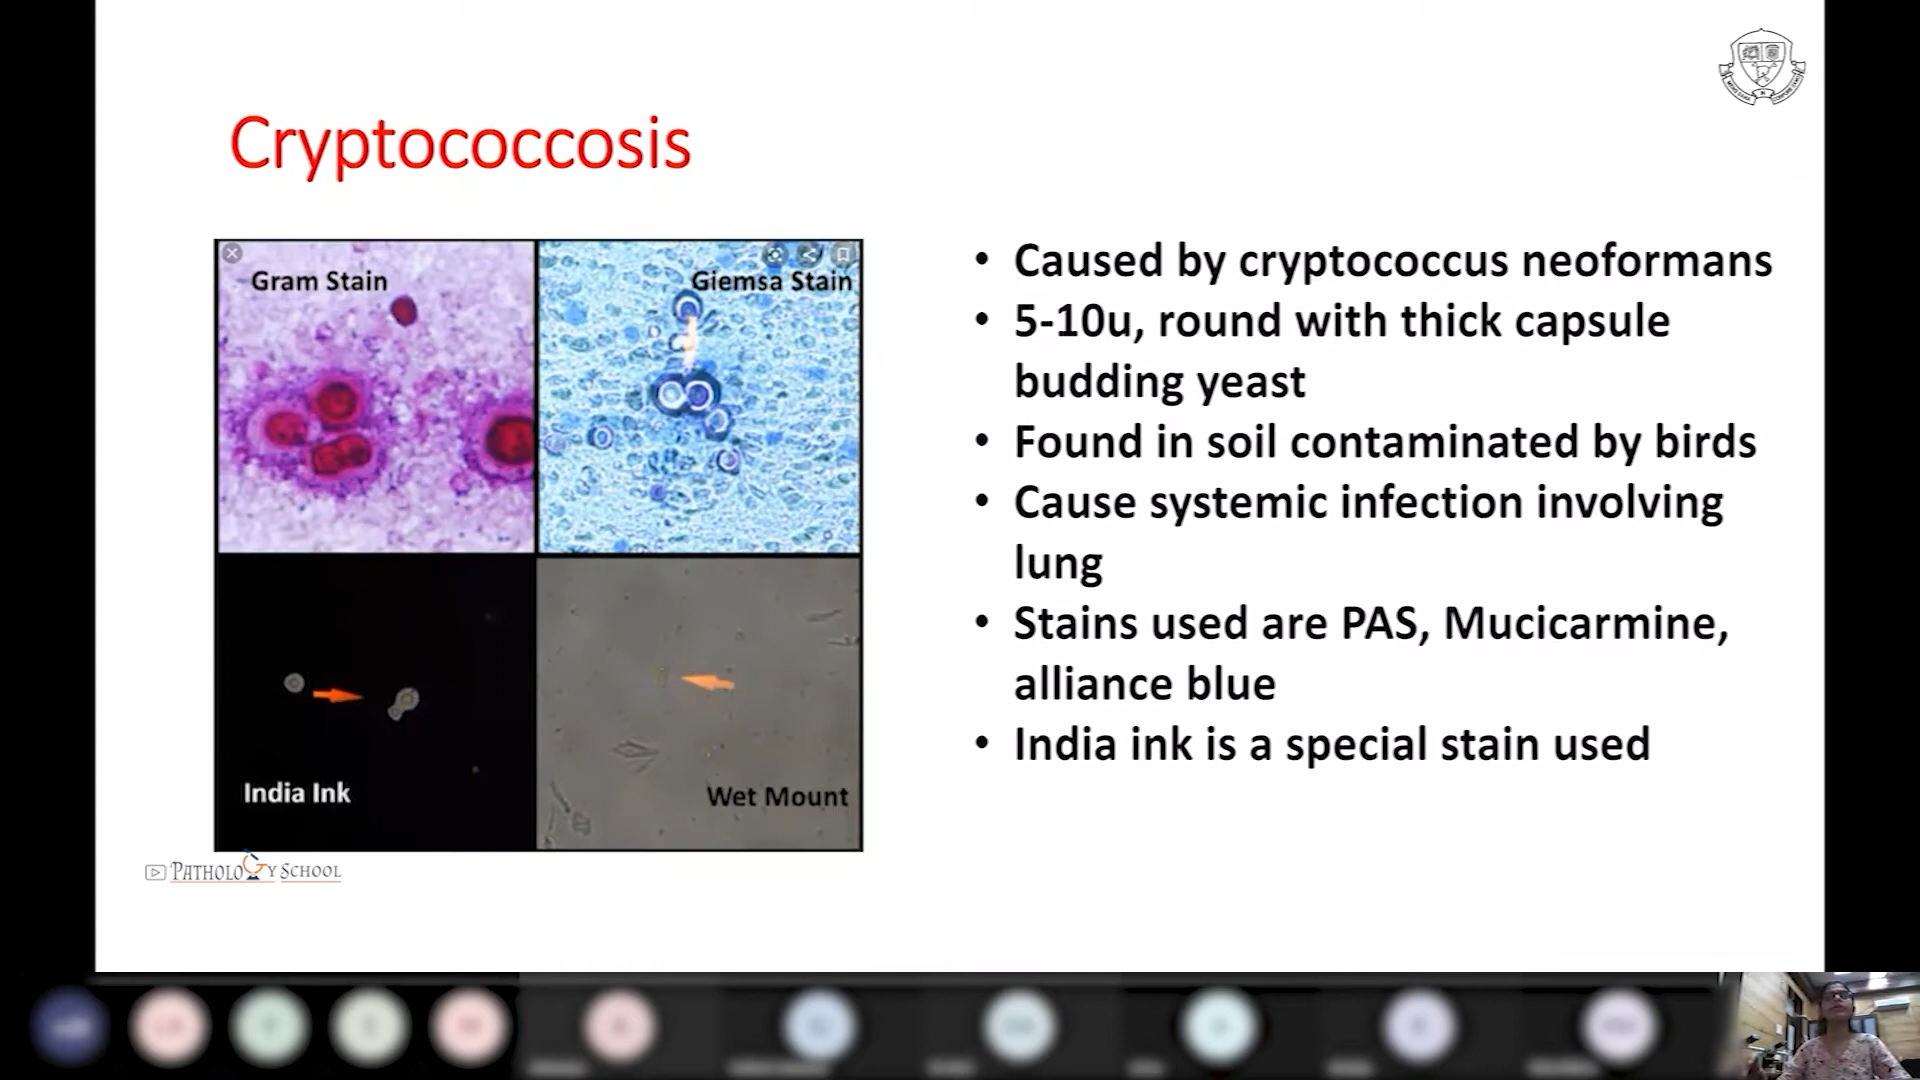 Cryptococcosis
Gram Stain
Giemsa Stain
India Ink
Wet Mount
PATHOLOGY SCHOOL
• Caused by cryptococcus neoformans
• 5-10u, round with thick capsule
budding yeast
• Found in soil contaminated by birds
• Cause systemic infection involving
lung
• Stains used are PAS, Mucicarmine,
alliance blue
• India ink is a special stain used